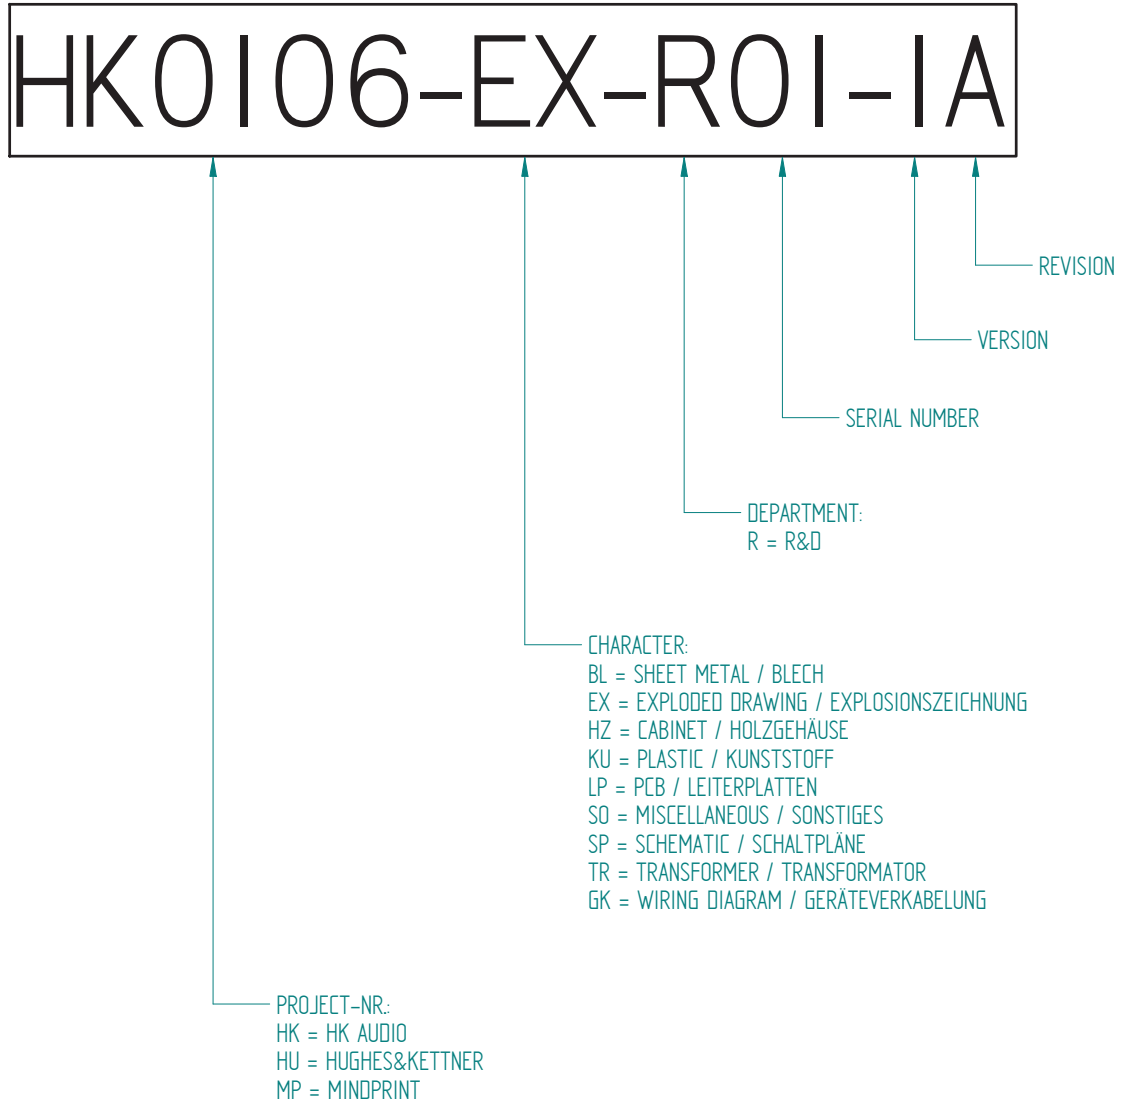 HK0106-EX-R01-1A
REVISION
VERSION
SERIAL NUMBER
DEPARTMENT:
R = R&D
CHARACTER:
BL = SHEET METAL / BLECH
EX = EXPLODED DRAWING / EXPLOSIONSZEICHNUNG
HZ = CABINET / HOLZGEHÄUSE
KU = PLASTIC / KUNSTSTOFF
LP = PCB / LEITERPLATTEN
SO = MISCELLANEOUS / SONSTIGES
SP = SCHEMATIC / SCHALTPLÄNE
TR = TRANSFORMER / TRANSFORMATOR
GK = WIRING DIAGRAM / GERÄTEVERKABELUNG
PROJECT-NR.:
HK = HK AUDIO
HU = HUGHES&KETTNER
MP = MINDPRINT